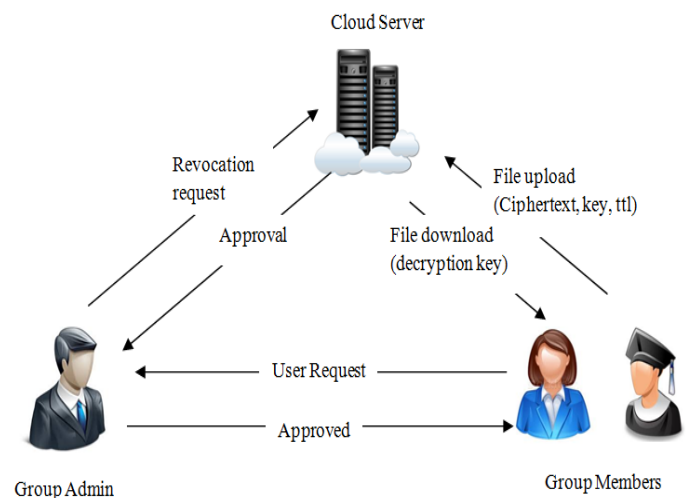 Cloud Server
Revocation
request
File upload
(Ciphertext, key, ttl)
Approval
File download
(decryption key)
User Request
Approved
Group Admin
Group Members